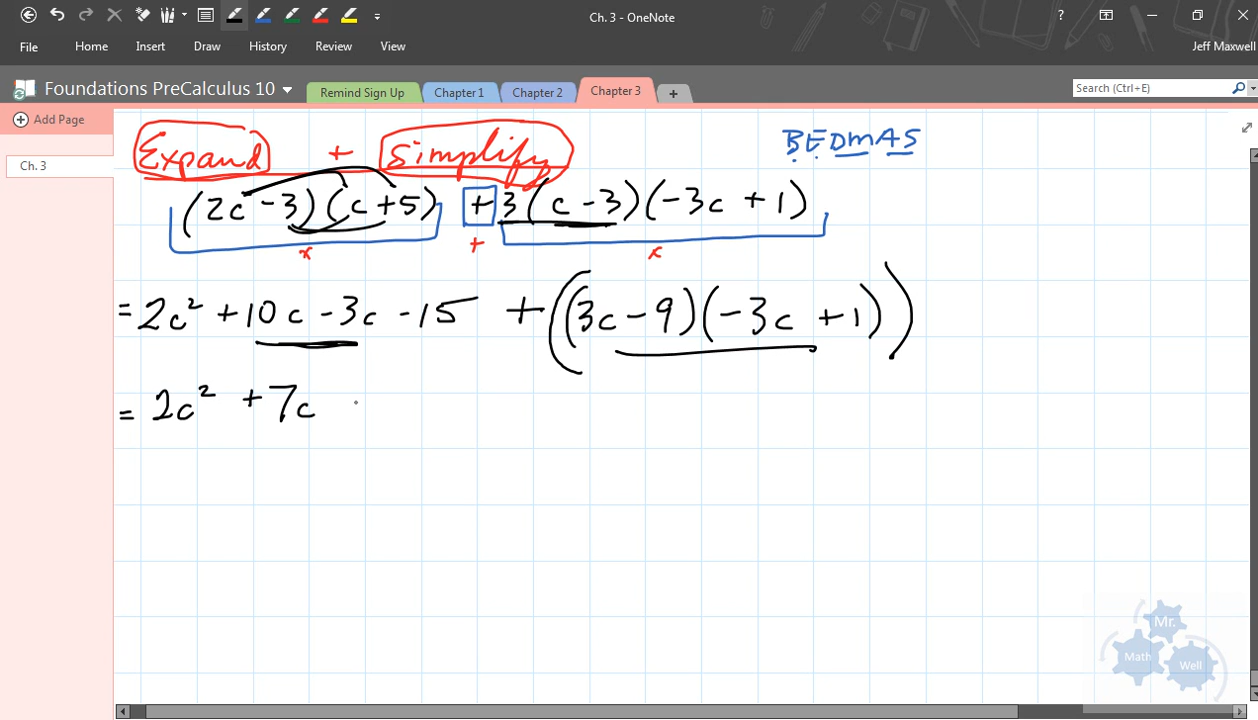 Ch. 3 - OneNote
?
File Home Insert Draw History Review View
Jeff Maxwell
Foundations PreCalculus 10
Remind Sign Up
Chapter 1
Chapter 2
Chapter 3
+
Search (Ctrl+E)
Add Page
Ch. 3
Expand + Simplify
BEDMAS
(2c - 3)(c + 5) + 3(c - 3)(-3c + 1)
x + x
= 2c² + 10c - 3c - 15 + ((3c - 9)(-3c + 1))
= 2c² + 7c
Mr.
Math
Well